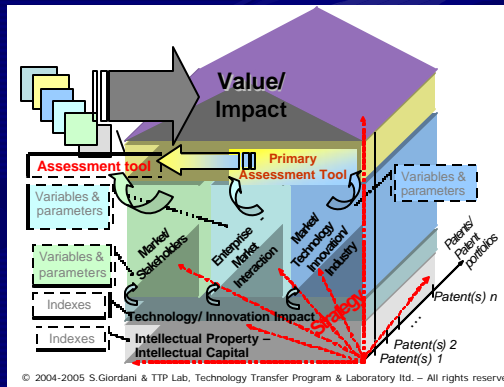 Value/
Impact
Assessment tool
Primary
Assessment Tool
Variables &
parameters
Variables &
parameters
Variables &
parameters
Market/
Stakeholders
Enterprise
Market
Interaction
Market/
Technology/
Innovation/
Industry
Strategy
Patents/
Patent
portfolios
Indexes
Technology/ Innovation Impact
Patent(s) n
...
Indexes
Intellectual Property –
Intellectual Capital
Patent(s) 2
Patent(s) 1
© 2004-2005 S.Giordani & TTP Lab, Technology Transfer Program & Laboratory ltd. – All rights reserv